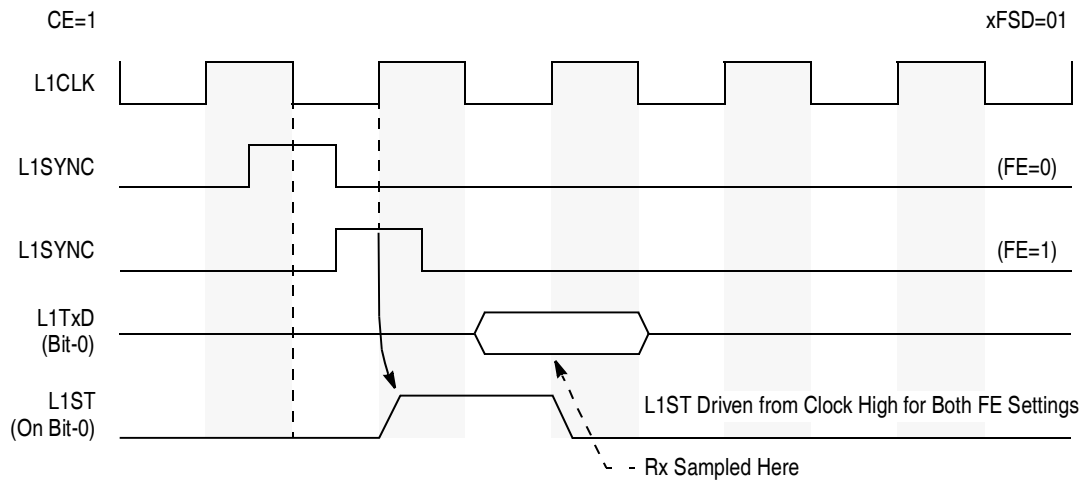 CE=1
xFSD=01
L1CLK
L1SYNC
(FE=0)
L1SYNC
(FE=1)
L1TxD
(Bit-0)
L1ST
(On Bit-0)
L1ST Driven from Clock High for Both FE Settings
Rx Sampled Here